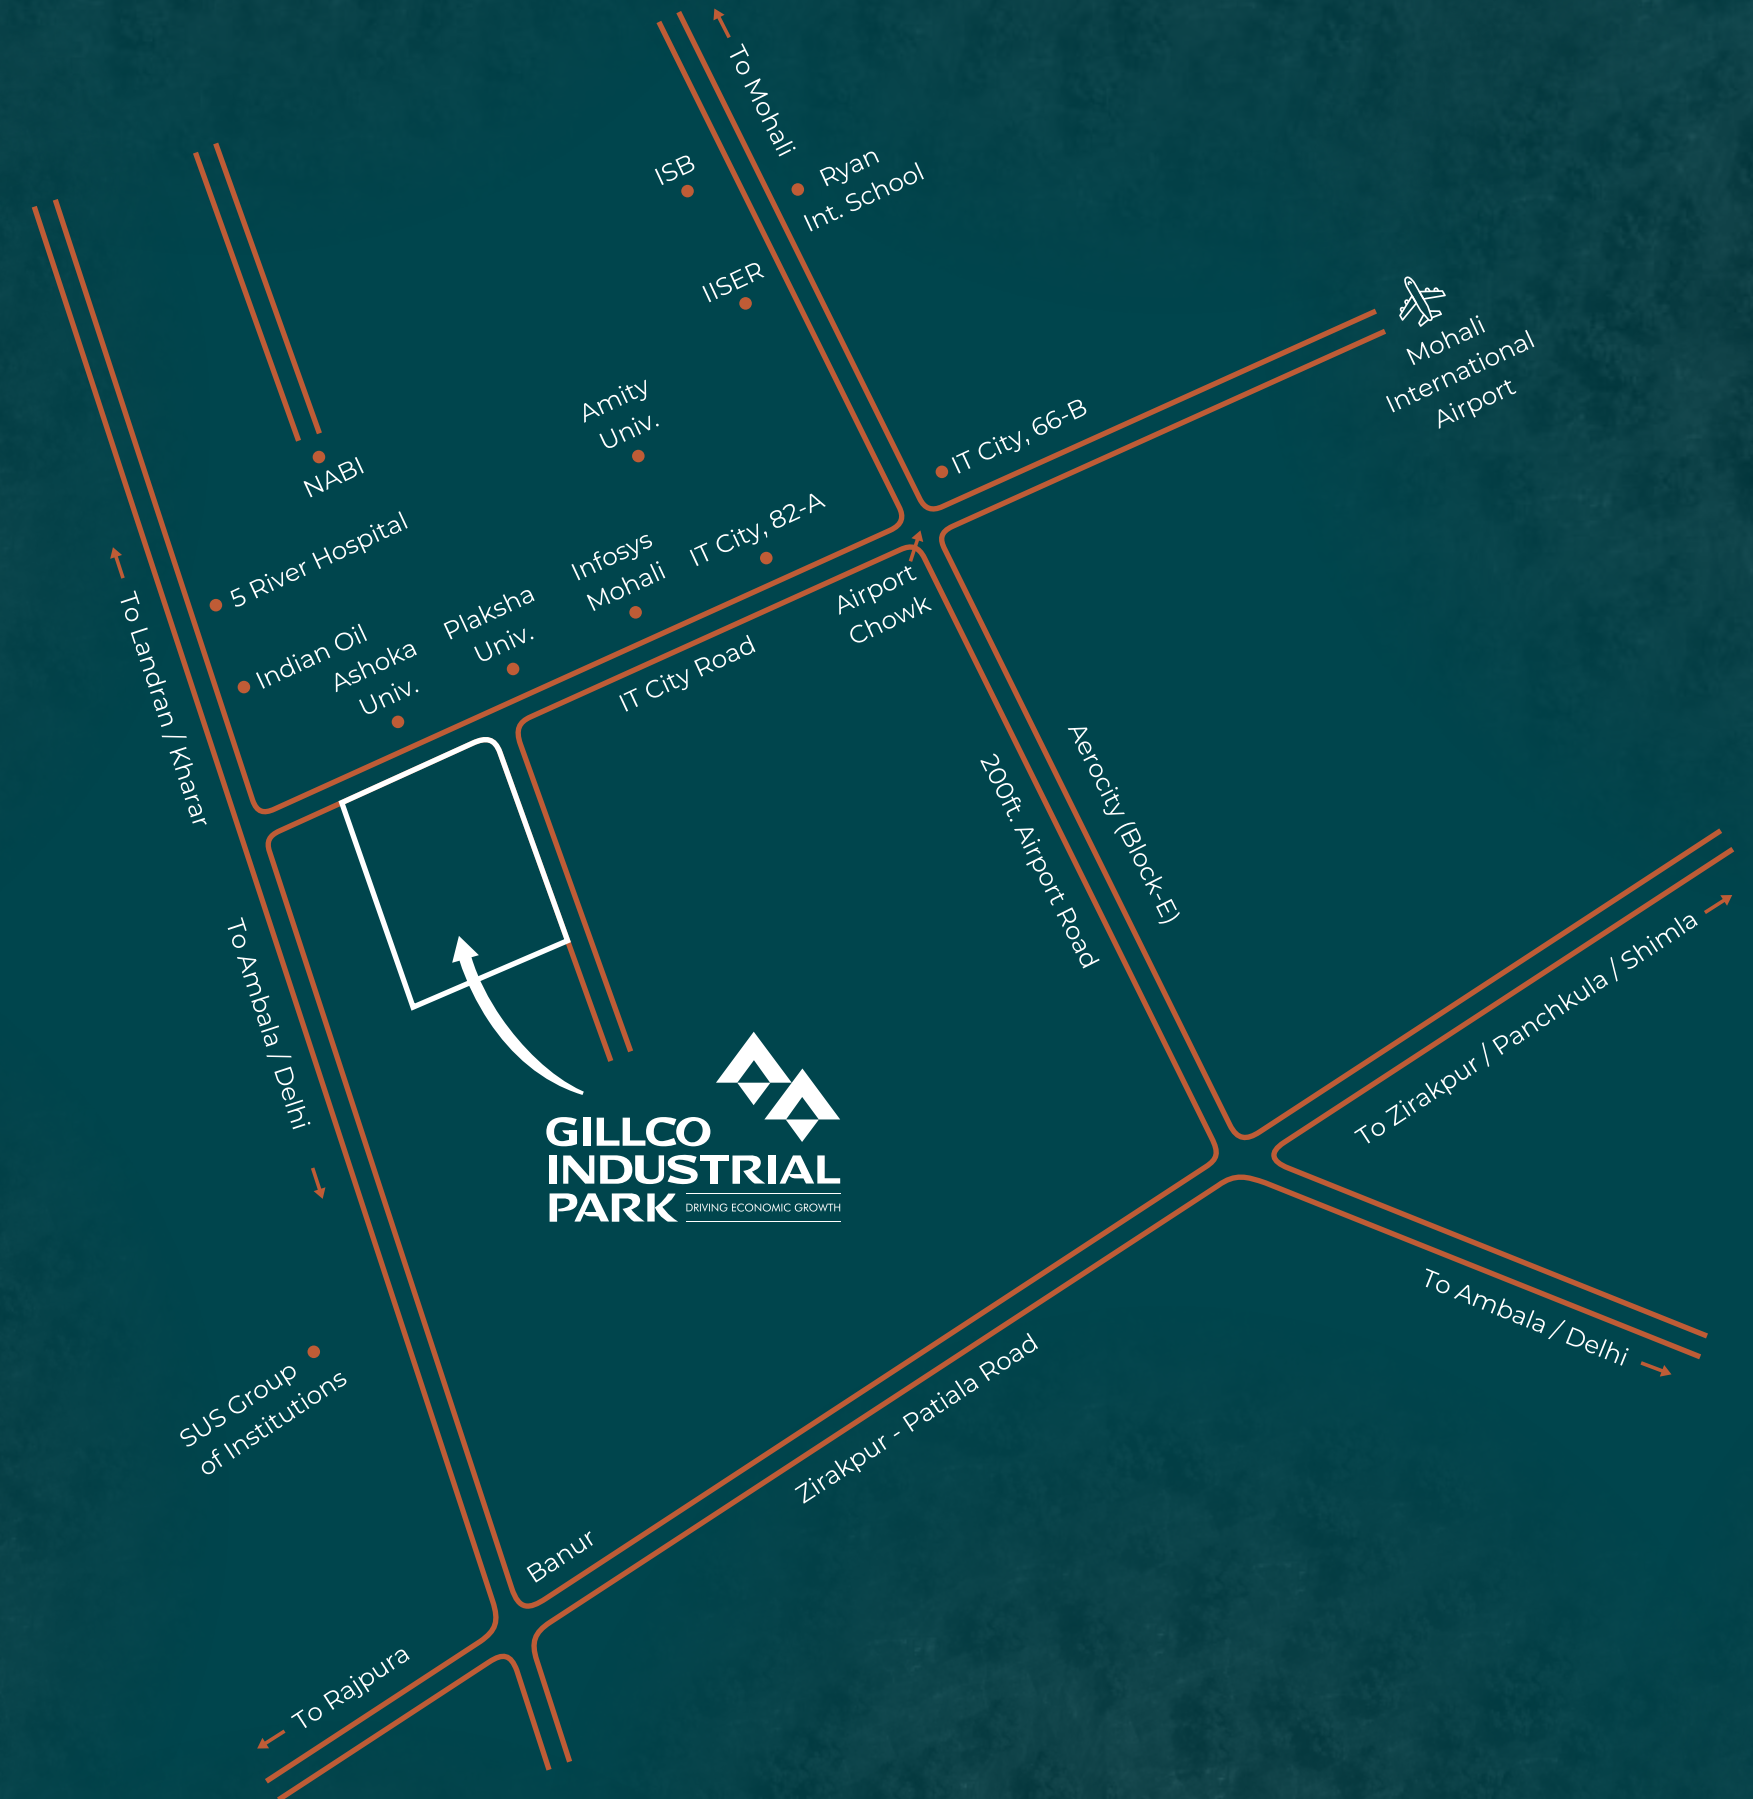 To Mohali
ISB
Ryan
Int. School
IISER
Mohali
International
Airport
Amity
Univ.
IT City, 66-B
NABI
5 River Hospital
IT City, 82-A
Infosys
Mohali
Airport
Chowk
Plaksha
Univ.
Indian Oil
Ashoka
Univ.
IT City Road
To Landran / Kharar
Aerocity (Block-E)
200ft. Airport Road
To Ambala / Delhi
To Zirakpur / Panchkula / Shimla
GILLCO
INDUSTRIAL
PARK
DRIVING ECONOMIC GROWTH
To Ambala / Delhi
SUS Group
of Institutions
Zirakpur - Patiala Road
Banur
To Rajpura